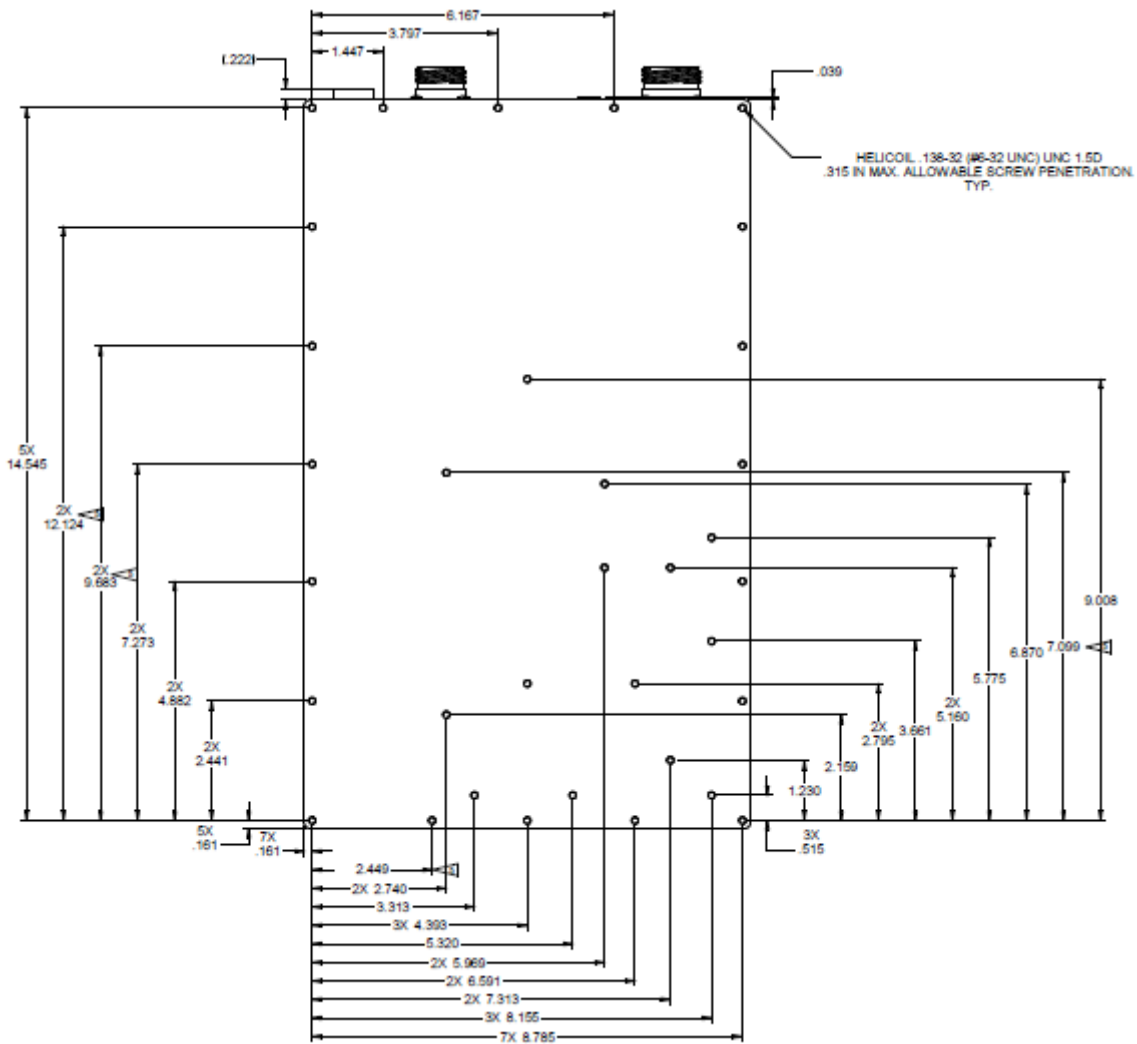 6.167
3.797
1.447
(.222)
.039
HELICOIL .138-32 (#6-32 UNC) UNC 1.5D
.315 IN MAX. ALLOWABLE SCREW PENETRATION.
TYP.
5X
14.545
2X
12.124
2X
9.683
2X
7.273
2X
4.882
2X
2.441
5X
.161
7X
.161
9.008
7.099
6.870
5.775
2X
5.160
3.661
2X
2.795
2.159
1.230
3X
.515
2.449
2X 2.740
3.313
3X 4.393
5.320
2X 5.969
2X 6.591
2X 7.313
3X 8.155
7X 8.785